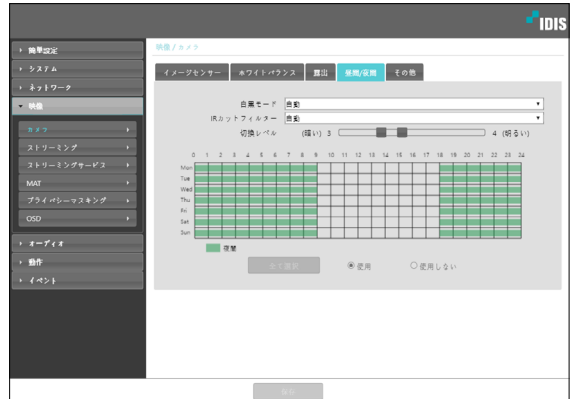 IDIS
簡単設定
システム
ネットワーク
映像
カメラ
ストリーミング
ストリーミングサービス
MAT
プライバシーマスキング
OSD
オーディオ
動作
イベント
映像 / カメラ
イメージセンサー ホワイトバランス 露出 昼間/夜間 その他
白黒モード 自動
IRカットフィルター 自動
切換レベル (暗い) 3 4 (明るい)
0 1 2 3 4 5 6 7 8 9 10 11 12 13 14 15 16 17 18 19 20 21 22 23 24
Mon
Tue
Wed
Thu
Fri
Sat
Sun
夜間
全て選択 使用 使用しない